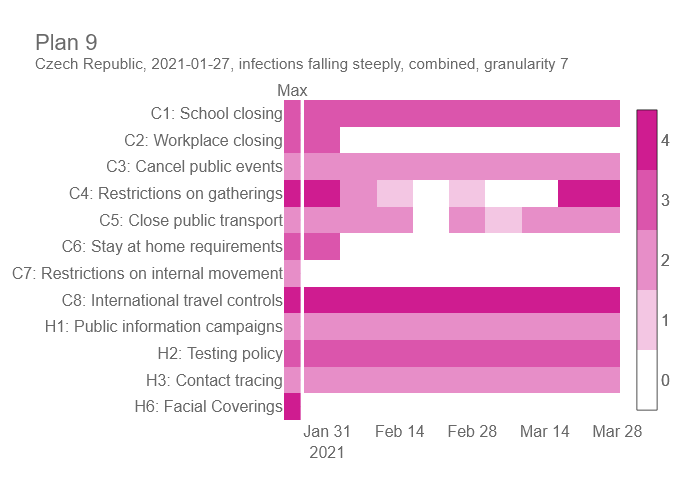 Plan 9
Czech Republic, 2021-01-27, infections falling steeply, combined, granularity 7
Max
C1: School closing
C2: Workplace closing
C3: Cancel public events
C4: Restrictions on gatherings
C5: Close public transport
C6: Stay at home requirements
C7: Restrictions on internal movement
C8: International travel controls
H1: Public information campaigns
H2: Testing policy
H3: Contact tracing
H6: Facial Coverings
4
3
2
1
0
Jan 31 Feb 14 Feb 28 Mar 14 Mar 28
2021